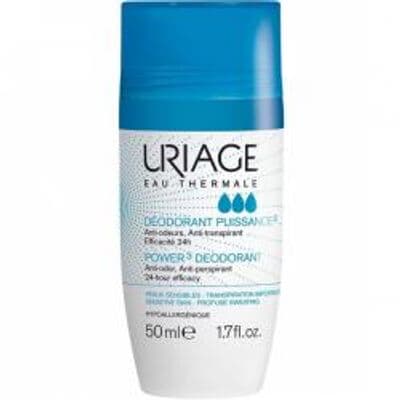 URIAGE
EAU THERMALE
DÉODORANT PUISSANCE³
Anti-odeurs, Anti-transpirant
Efficacité 24h
POWER³ DEODORANT
Anti-odor, Anti-perspirant
24-hour efficacy
PEAUX SENSIBLES - TRANSPIRATION
SENSITIVE SKIN - PROFUSE SWEATING
HYPOALLERGÉNIQUE
50 ml e 1.7 fl.oz.